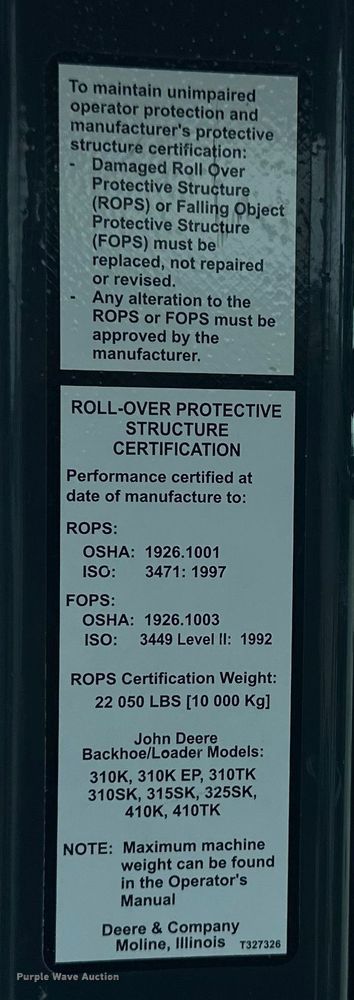 To maintain unimpaired
operator protection and
manufacturer's protective
structure certification:
- Damaged Roll Over
Protective Structure
(ROPS) or Falling Object
Protective Structure
(FOPS) must be
replaced, not repaired
or revised.
- Any alteration to the
ROPS or FOPS must be
approved by the
manufacturer.
ROLL-OVER PROTECTIVE
STRUCTURE
CERTIFICATION
Performance certified at
date of manufacture to:
ROPS:
OSHA: 1926.1001
ISO: 3471: 1997
FOPS:
OSHA: 1926.1003
ISO: 3449 Level II: 1992
ROPS Certification Weight:
22 050 LBS [10 000 Kg]
John Deere
Backhoe/Loader Models:
310K, 310K EP, 310TK
310SK, 315SK, 325SK,
410K, 410TK
NOTE: Maximum machine
weight can be found
in the Operator's
Manual
Deere & Company
Moline, Illinois T327326
Purple Wave Auction